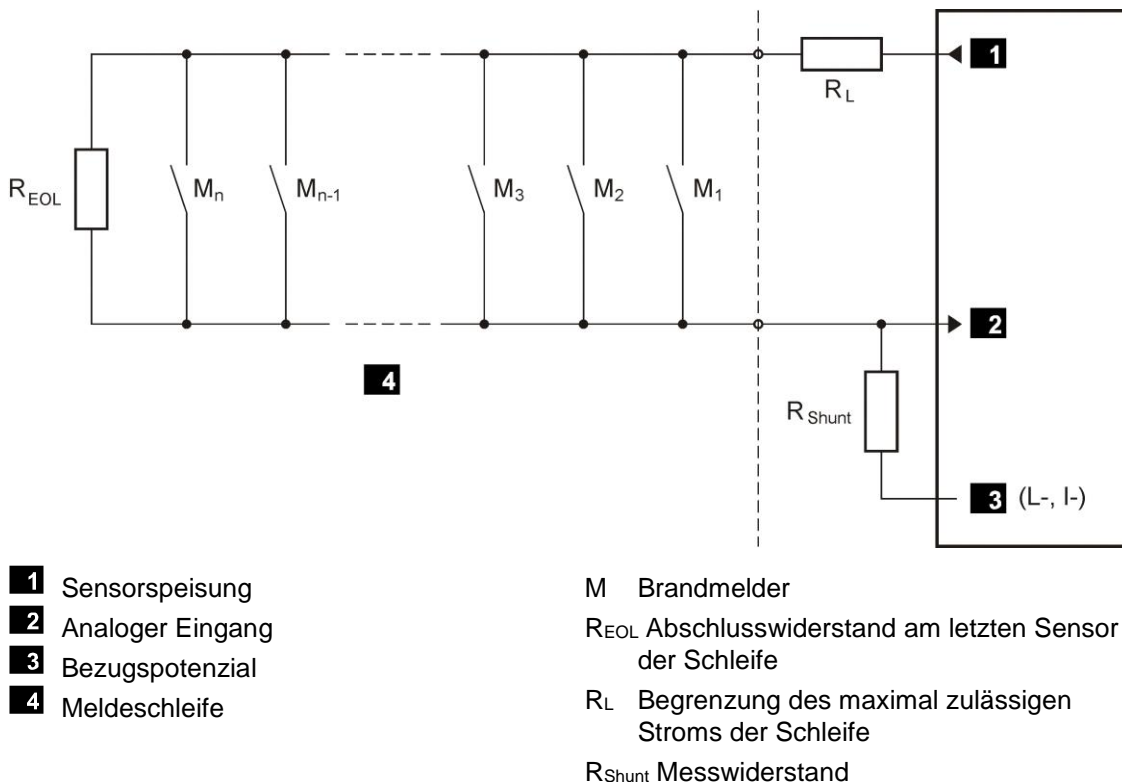 1
R_L
R_EOL
M_n
M_n-1
M_3
M_2
M_1
2
4
R_Shunt
3 (L-, I-)
1 Sensorspeisung
2 Analoger Eingang
3 Bezugspotenzial
4 Meldeschleife
M Brandmelder
R_EOL Abschlusswiderstand am letzten Sensor
der Schleife
R_L Begrenzung des maximal zulässigen
Stroms der Schleife
R_Shunt Messwiderstand